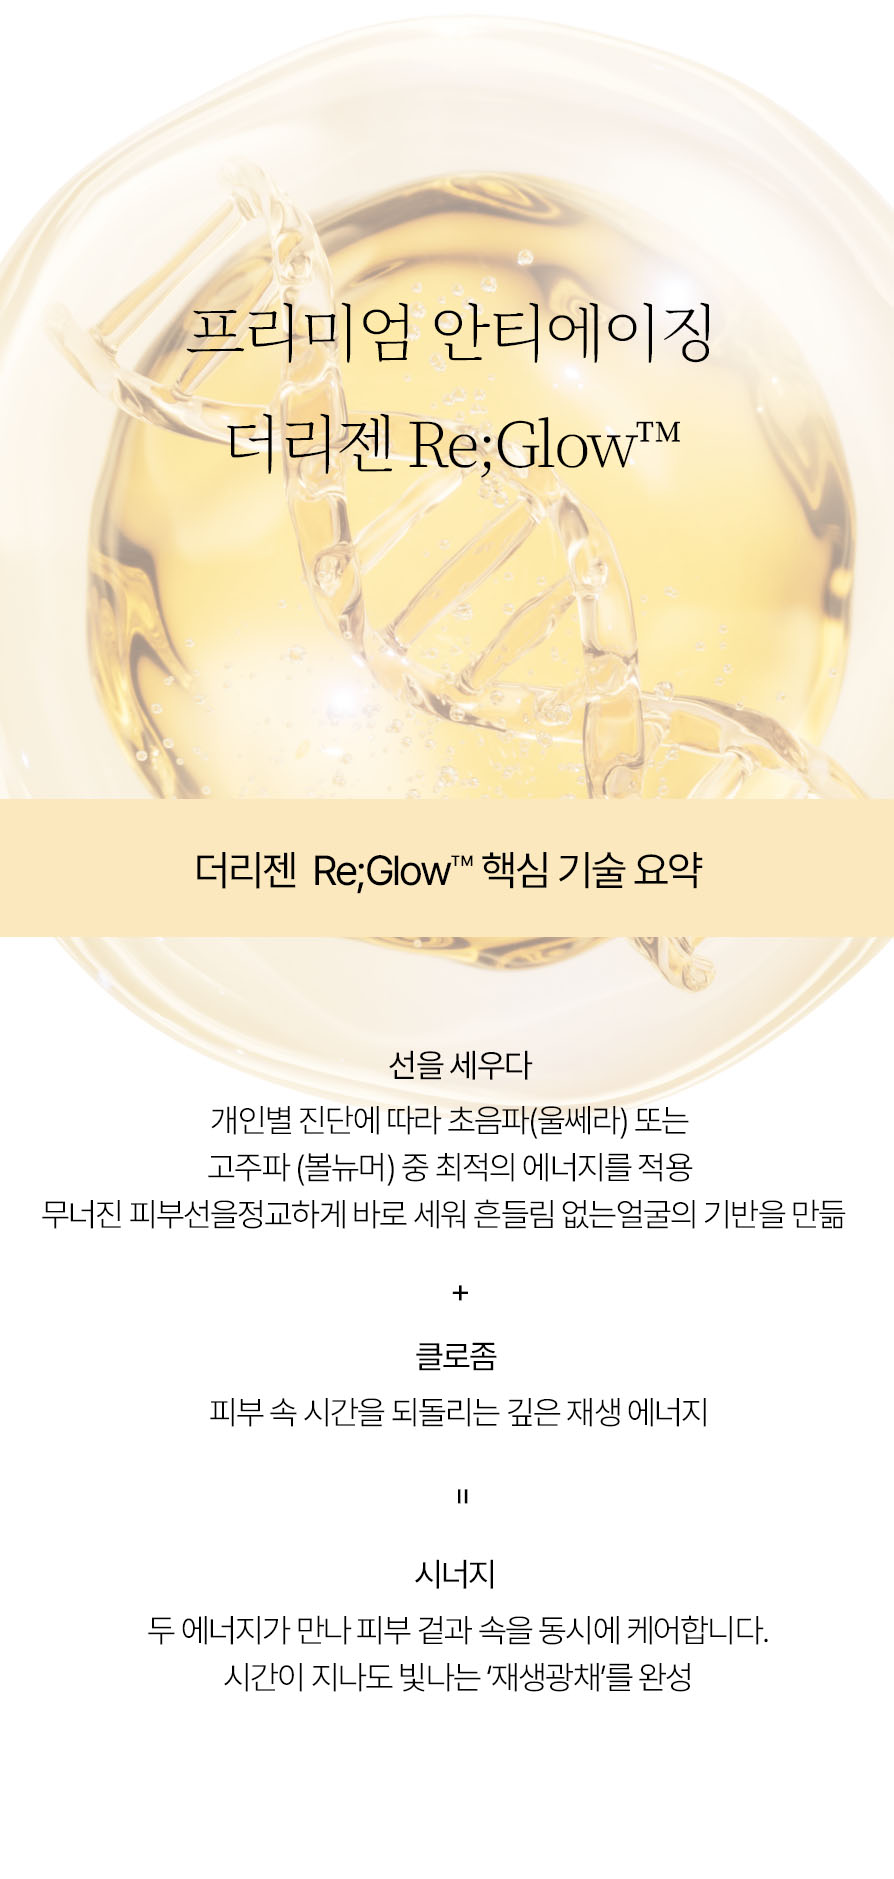 프리미엄 안티에이징
더리젠 Re;Glow™
더리젠 Re;Glow™ 핵심 기술 요약
선을 세우다
개인별 진단에 따라 초음파(울쎄라) 또는
고주파 (볼뉴머) 중 최적의 에너지를 적용
무너진 피부선을정교하게 바로 세워 흔들림 없는얼굴의 기반을 만듦
+
클로좀
피부 속 시간을 되돌리는 깊은 재생 에너지
=
시너지
두 에너지가 만나 피부 겉과 속을 동시에 케어합니다.
시간이 지나도 빛나는 ‘재생광채’를 완성